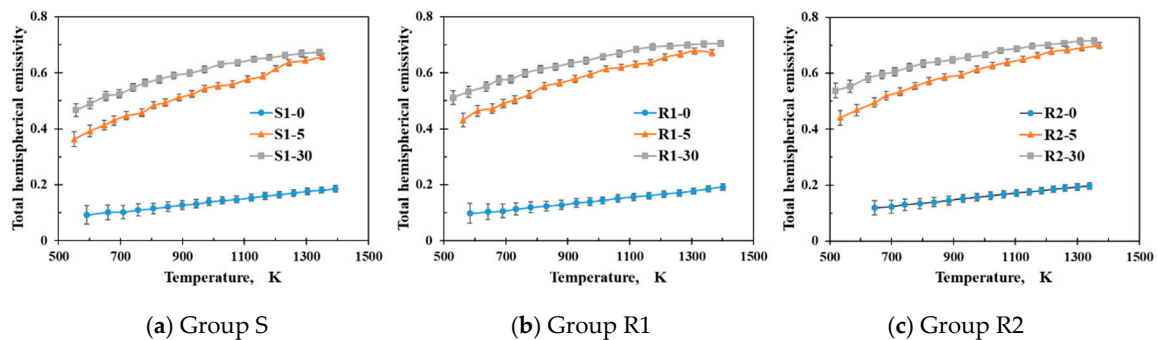 0.8
0.6
0.4
0.2
0
500 700 900 1100 1300 1500
Total hemispherical emissivity
Temperature, K
S1-0
S1-5
S1-30
(a) Group S
0.8
0.6
0.4
0.2
0
500 700 900 1100 1300 1500
Total hemispherical emissivity
Temperature, K
R1-0
R1-5
R1-30
(b) Group R1
0.8
0.6
0.4
0.2
0
500 700 900 1100 1300 1500
Total hemispherical emissivity
Temperature, K
R2-0
R2-5
R2-30
(c) Group R2